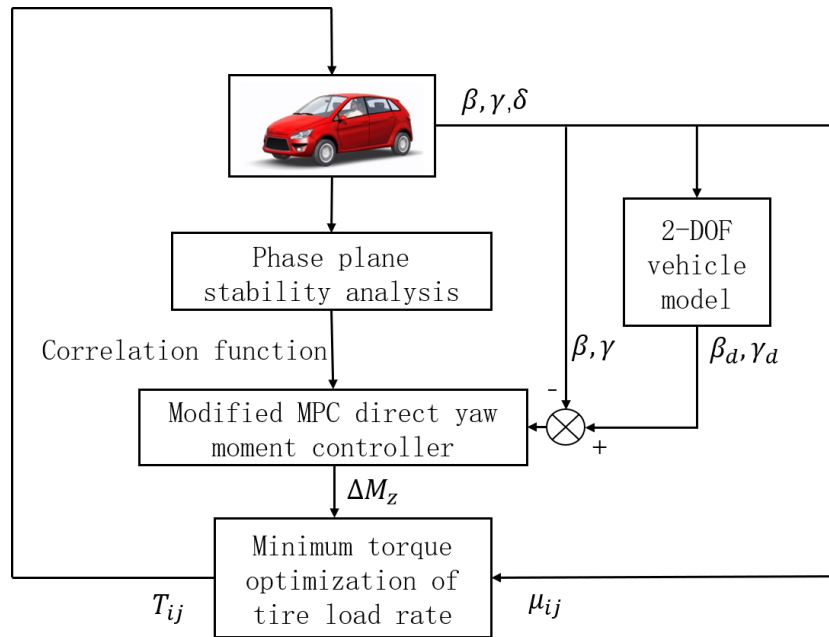 β, γ,δ
2-DOF
vehicle
model
Phase plane
stability analysis
Correlation function
β, γ
β_d, γ_d
-
+
Modified MPC direct yaw
moment controller
ΔM_z
Minimum torque
optimization of
tire load rate
T_ij
μ_ij